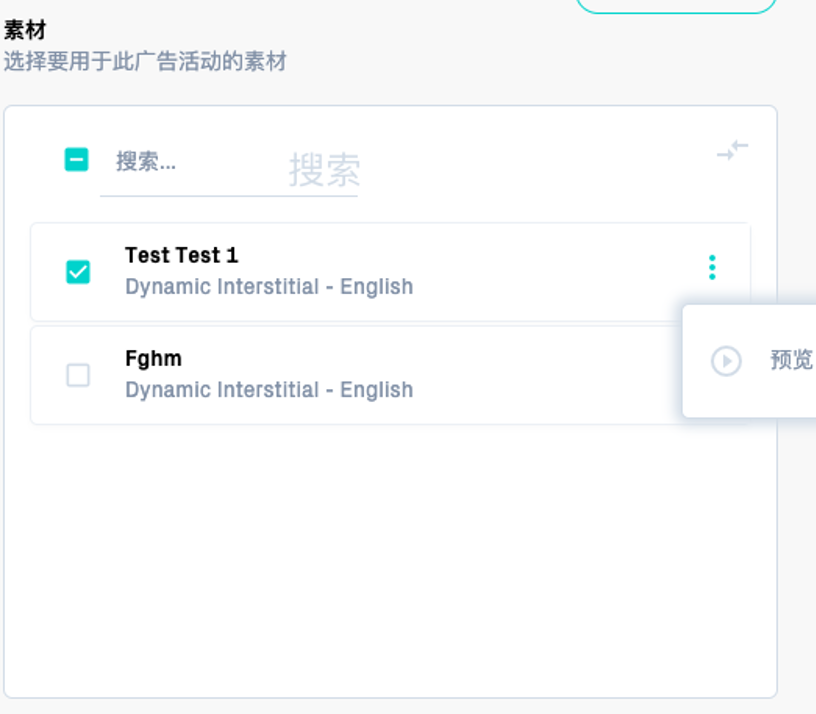 素材
选择要用于此广告活动的素材
搜索... 搜索
Test Test 1
Dynamic Interstitial - English
Fghm
Dynamic Interstitial - English
预览